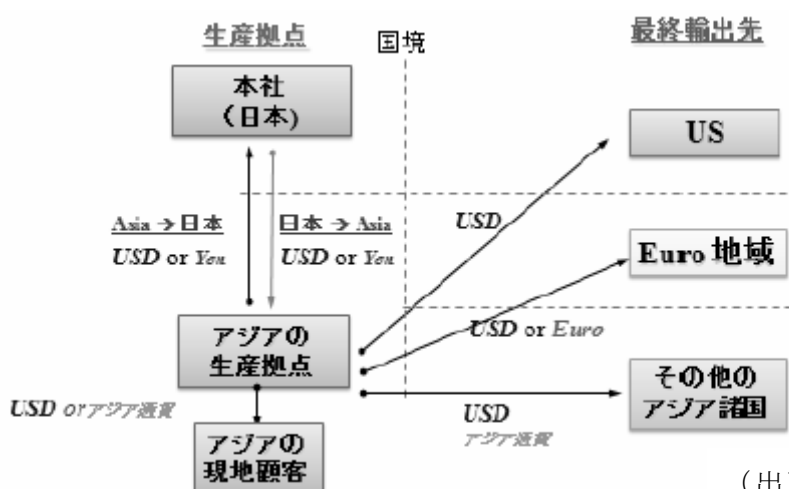 生産拠点
国境
最終輸出先
本社
（日本）
US
Asia→日本
USD or Yen
日本→Asia
USD or Yen
USD
Euro 地域
USD or Euro
アジアの
生産拠点
USD orアジア通貨
アジアの
現地顧客
USD
アジア通貨
その他の
アジア諸国
（出